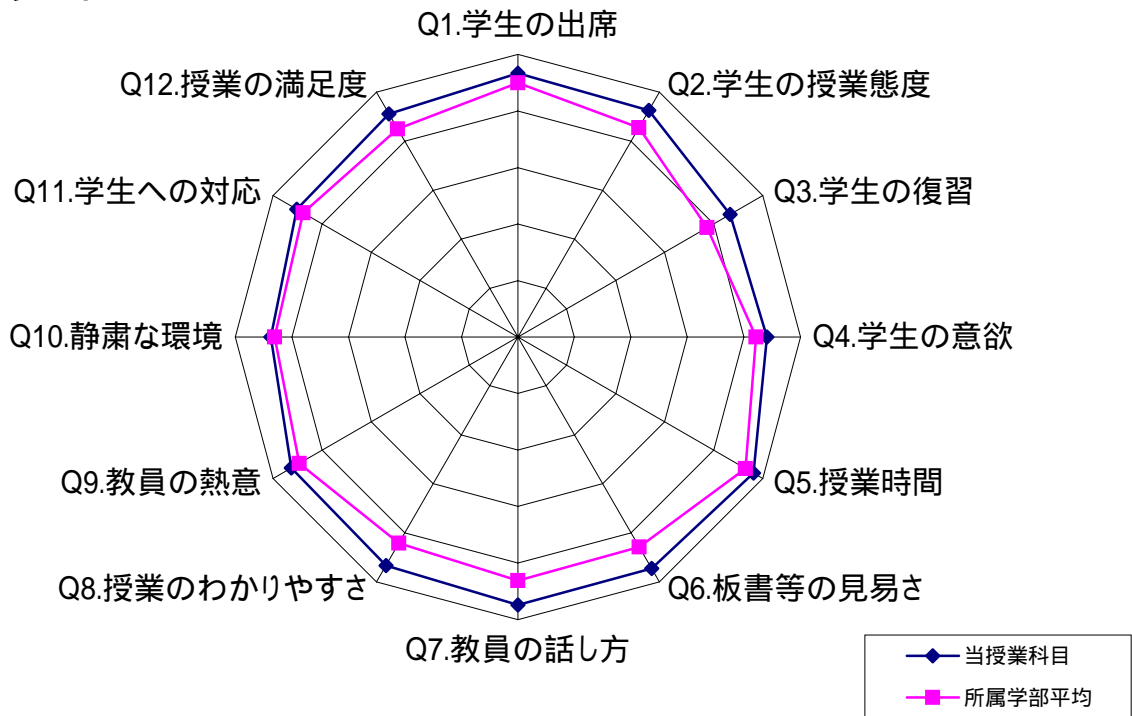 Q1.学生の出席
Q2.学生の授業態度
Q3.学生の復習
Q4.学生の意欲
Q5.授業時間
Q6.板書等の見易さ
Q7.教員の話し方
Q8.授業のわかりやすさ
Q9.教員の熱意
Q10.静粛な環境
Q11.学生への対応
Q12.授業の満足度
当授業科目
所属学部平均